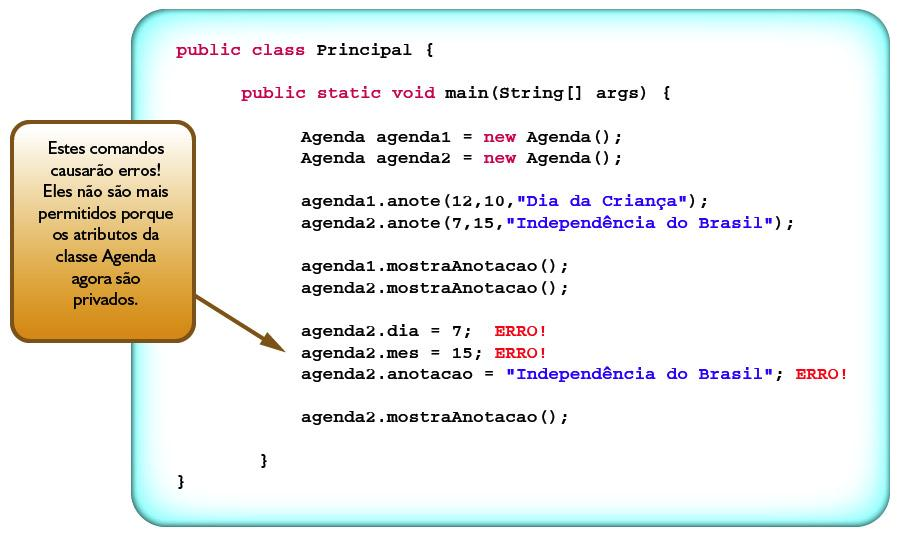 public class Principal {
public static void main(String[] args) {
Agenda agenda1 = new Agenda();
Agenda agenda2 = new Agenda();
agenda1.anote(12,10,"Dia da Criança");
agenda2.anote(7,15,"Independência do Brasil");
agenda1.mostraAnotacao();
agenda2.mostraAnotacao();
agenda2.dia = 7; ERRO!
agenda2.mes = 15; ERRO!
agenda2.anotacao = "Independência do Brasil"; ERRO!
agenda2.mostraAnotacao();
}
}
Estes comandos
causarão erros!
Eles não são mais
permitidos porque
os atributos da
classe Agenda
agora são
privados.